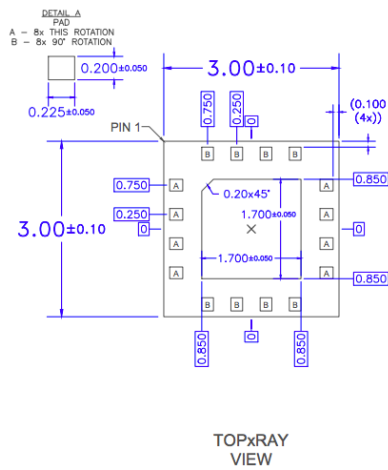 DETAIL A
PAD
A - 8x THIS ROTATION
B - 8x 90° ROTATION
0.200±0.050
0.225±0.050
3.00±0.10
0.750
0.250
0
(0.100
(4x))
PIN 1
B
B
B
B
0.850
0.750
A
0.20x45°
A
0.250
A
1.700±0.050
A
3.00±0.10
0
0
A
A
1.700±0.050
A
A
0.850
B
B
B
B
0.850
0
0.850
TOPxRAY
VIEW